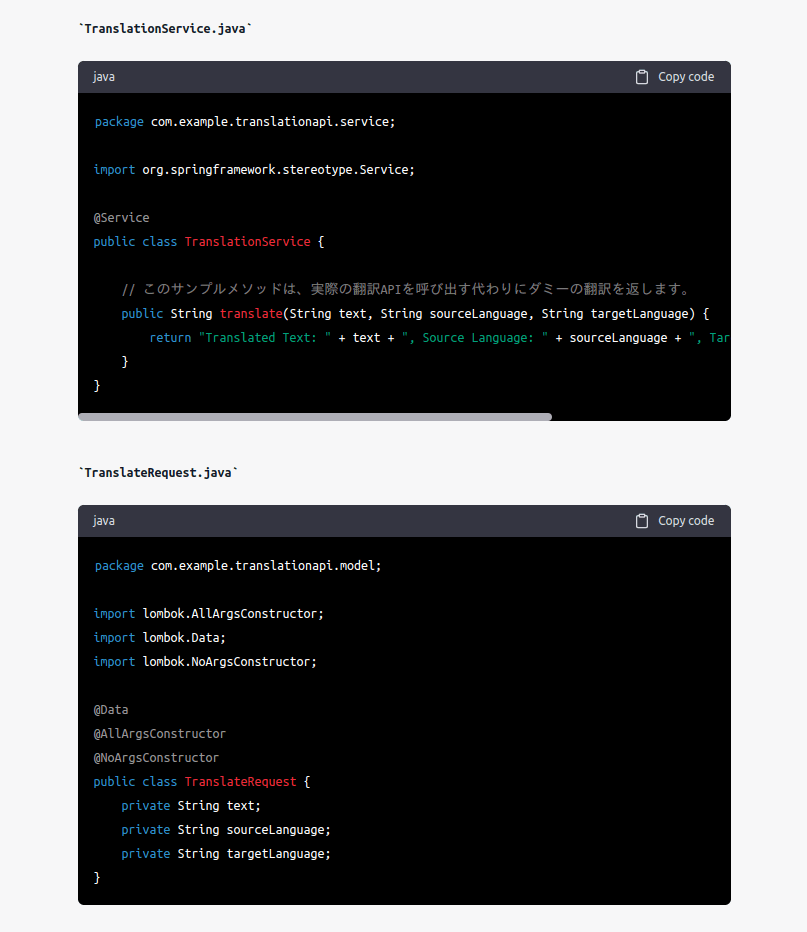 `TranslationService.java`
java
Copy code
package com.example.translationapi.service;
import org.springframework.stereotype.Service;
@Service
public class TranslationService {
// このサンプルメソッドは、実際の翻訳APIを呼び出す代わりにダミーの翻訳を返します。
public String translate(String text, String sourceLanguage, String targetLanguage) {
return "Translated Text: " + text + ", Source Language: " + sourceLanguage + ", Tar
}
}
`TranslateRequest.java`
java
Copy code
package com.example.translationapi.model;
import lombok.AllArgsConstructor;
import lombok.Data;
import lombok.NoArgsConstructor;
@Data
@AllArgsConstructor
@NoArgsConstructor
public class TranslateRequest {
private String text;
private String sourceLanguage;
private String targetLanguage;
}